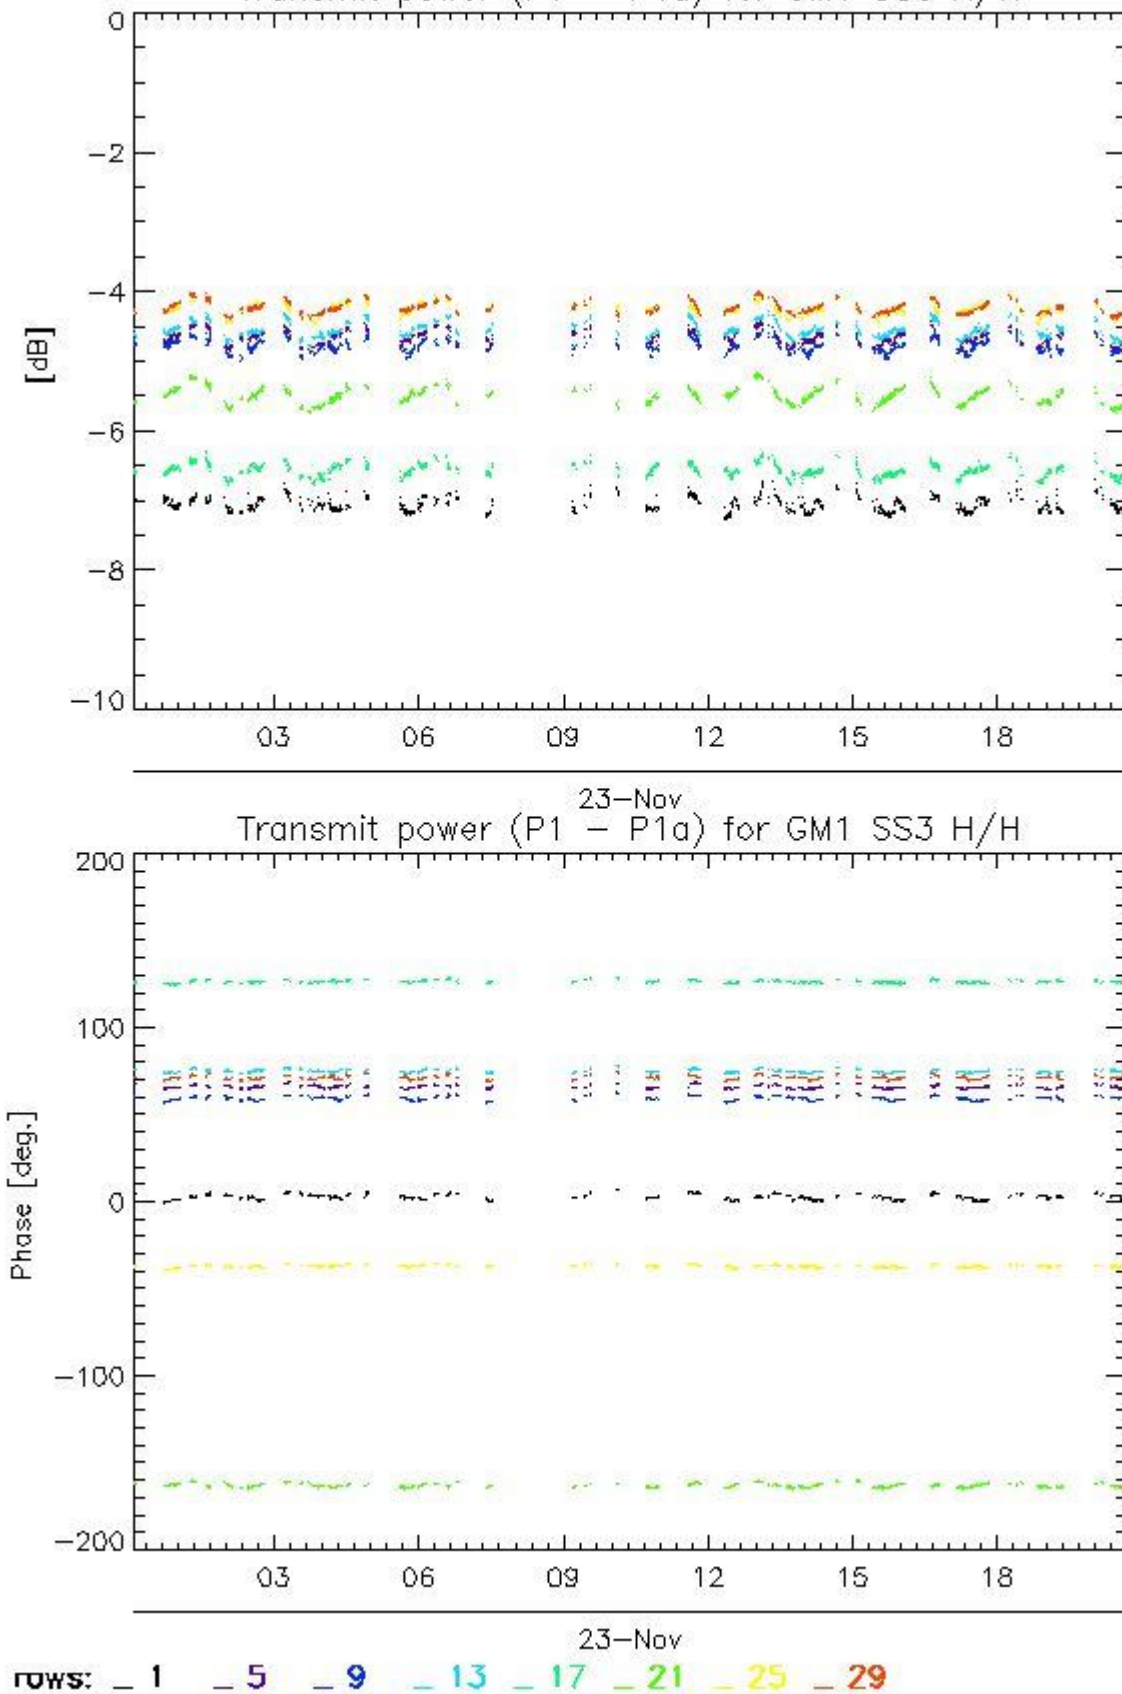 0
−2
−4
[dB]
−6
−8
−10
03 06 09 12 15 18
23−Nov
Transmit power (P1 − P1a) for GM1 SS3 H/H
200
100
Phase [deg.]
0
−100
−200
03 06 09 12 15 18
23−Nov
rows: _ 1 _ 5 _ 9 _ 13 _ 17 _ 21 _ 25 _ 29